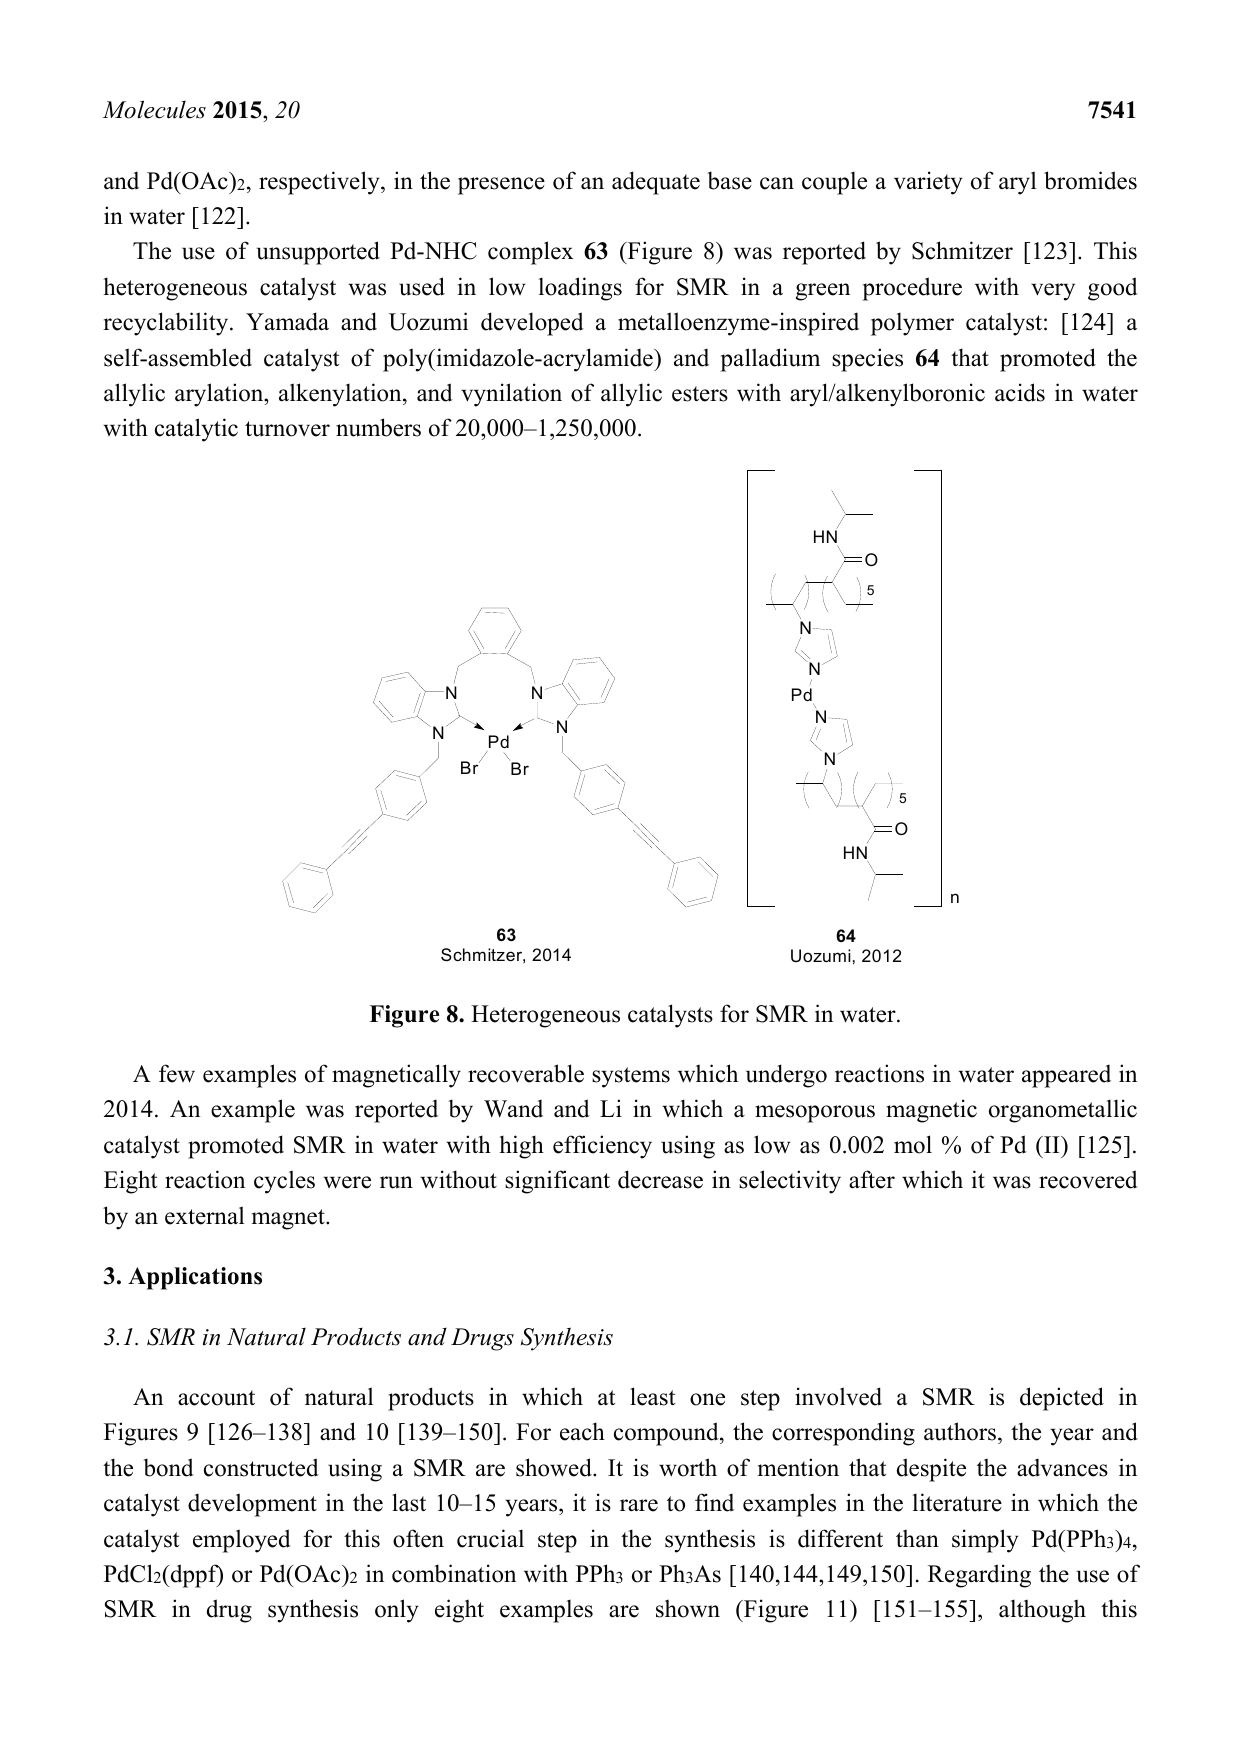 Molecules 2015, 20 7541
and Pd(OAc)2, respectively, in the presence of an adequate base can couple a variety of aryl bromides
in water [122].
The use of unsupported Pd-NHC complex 63 (Figure 8) was reported by Schmitzer [123]. This
heterogeneous catalyst was used in low loadings for SMR in a green procedure with very good
recyclability. Yamada and Uozumi developed a metalloenzyme-inspired polymer catalyst: [124] a
self-assembled catalyst of poly(imidazole-acrylamide) and palladium species 64 that promoted the
allylic arylation, alkenylation, and vynilation of allylic esters with aryl/alkenylboronic acids in water
with catalytic turnover numbers of 20,000–1,250,000.
N
N
N
N
Pd
Br Br
63
Schmitzer, 2014
HN
O
5
N
N
Pd
N
N
5
O
HN
n
64
Uozumi, 2012
Figure 8. Heterogeneous catalysts for SMR in water.
A few examples of magnetically recoverable systems which undergo reactions in water appeared in
2014. An example was reported by Wand and Li in which a mesoporous magnetic organometallic
catalyst promoted SMR in water with high efficiency using as low as 0.002 mol % of Pd (II) [125].
Eight reaction cycles were run without significant decrease in selectivity after which it was recovered
by an external magnet.
3. Applications
3.1. SMR in Natural Products and Drugs Synthesis
An account of natural products in which at least one step involved a SMR is depicted in
Figures 9 [126–138] and 10 [139–150]. For each compound, the corresponding authors, the year and
the bond constructed using a SMR are showed. It is worth of mention that despite the advances in
catalyst development in the last 10–15 years, it is rare to find examples in the literature in which the
catalyst employed for this often crucial step in the synthesis is different than simply Pd(PPh3)4,
PdCl2(dppf) or Pd(OAc)2 in combination with PPh3 or Ph3As [140,144,149,150]. Regarding the use of
SMR in drug synthesis only eight examples are shown (Figure 11) [151–155], although this